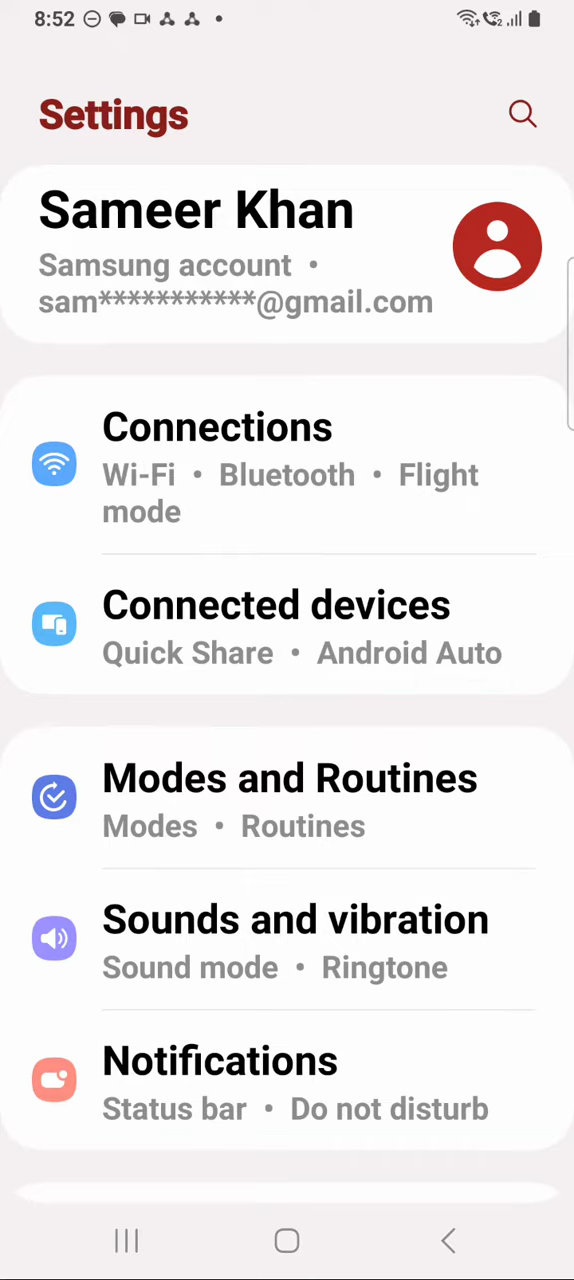 8:52
Settings
Sameer Khan
Samsung account •
sam***********@gmail.com
Connections
Wi-Fi • Bluetooth • Flight
mode
Connected devices
Quick Share • Android Auto
Modes and Routines
Modes • Routines
Sounds and vibration
Sound mode • Ringtone
Notifications
Status bar • Do not disturb